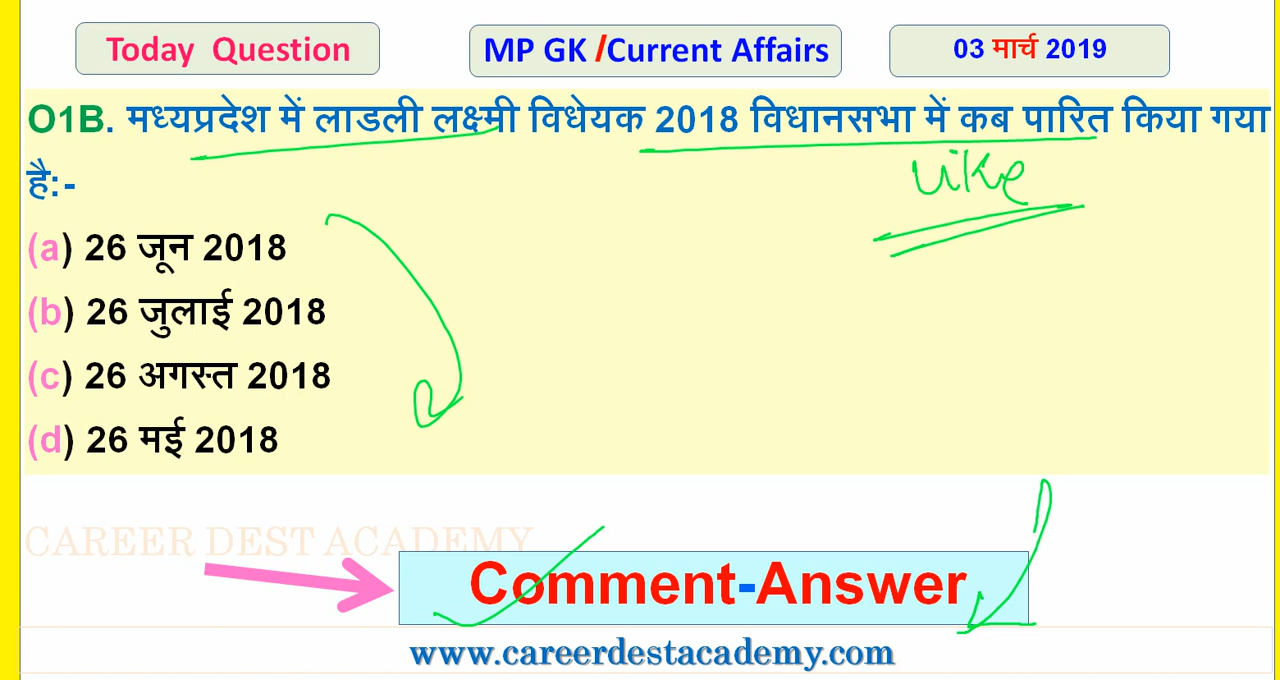 Today Question
MP GK /Current Affairs
03 मार्च 2019
O1B. मध्यप्रदेश में लाडली लक्ष्मी विधेयक 2018 विधानसभा में कब पारित किया गया
है:-
like
(a) 26 जून 2018
(b) 26 जुलाई 2018
(c) 26 अगस्त 2018
(d) 26 मई 2018
CAREER DEST ACADEMY
Comment-Answer
www.careerdestacademy.com